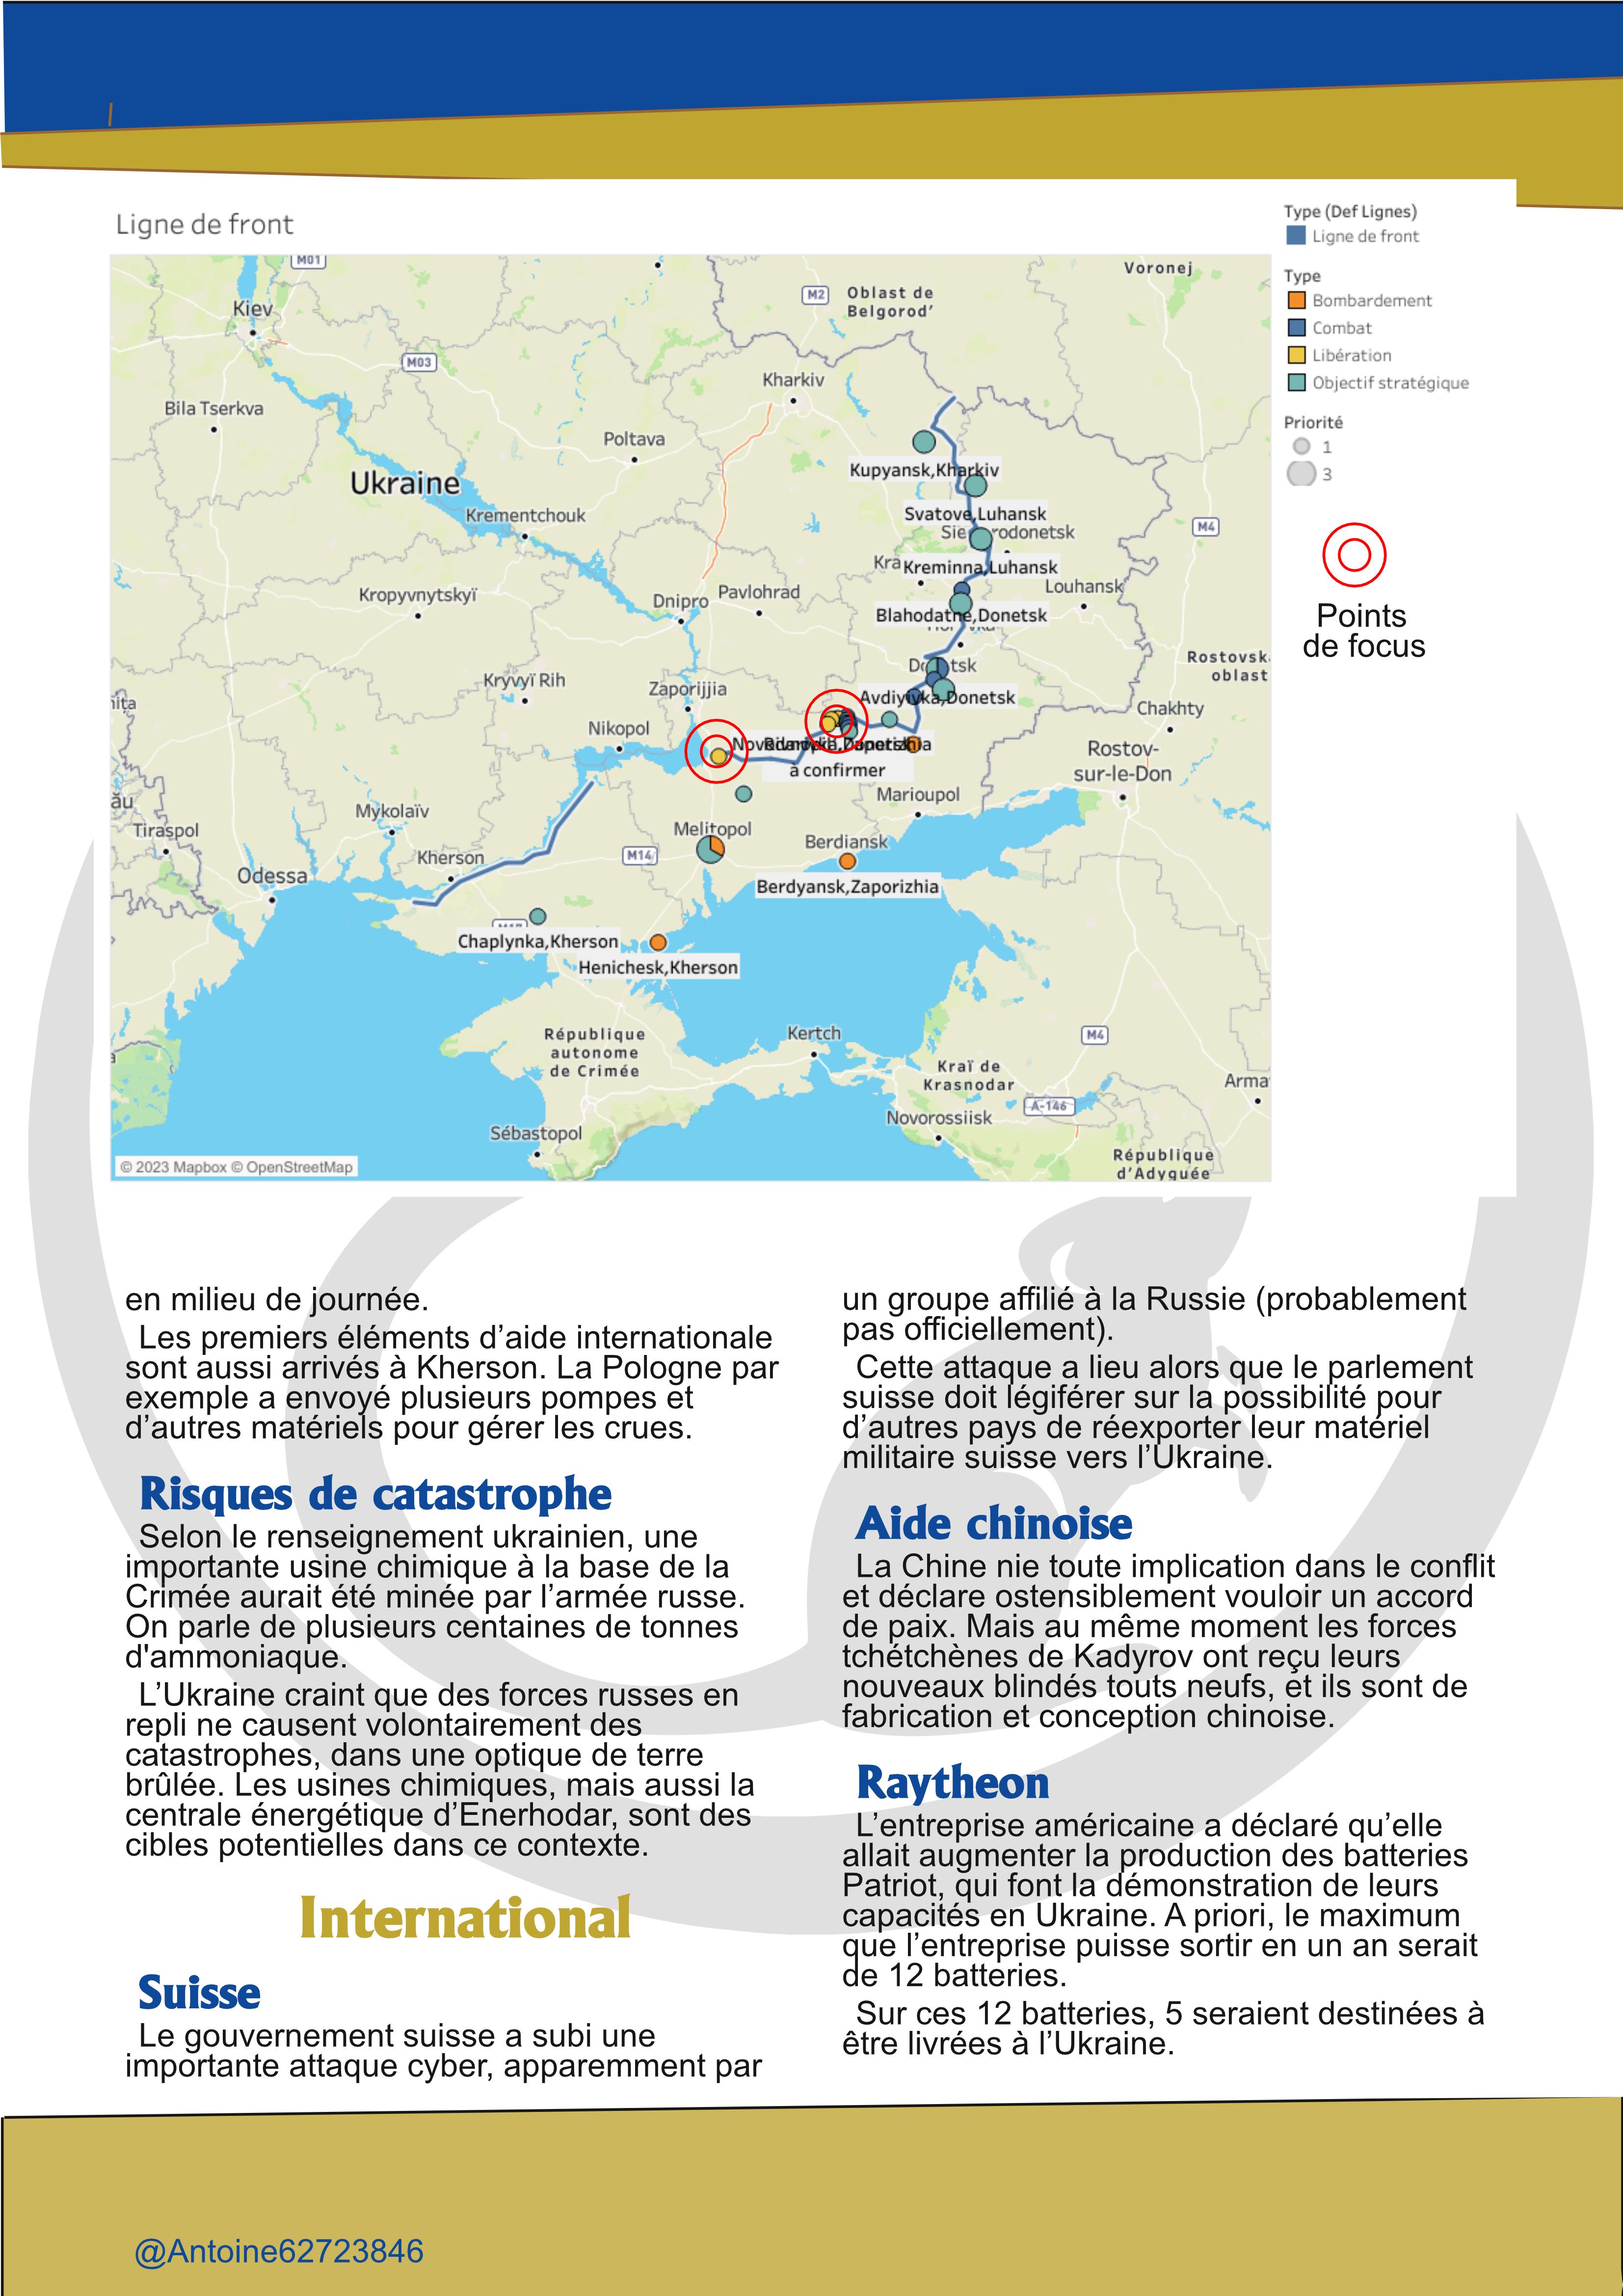 Ligne de front
Type (Def Lignes)
Ligne de front
Type
Bombardement
Combat
Libération
Objectif stratégique
Priorité
1
3
Points
de focus
M01
Voronej
M2
Oblast de
Belgorod’
Kiev
M03
Kharkiv
Bila Tserkva
Poltava
Kupyansk,Kharkiv
Ukraine
Svatove,Luhansk
Krementchouk
M4
Kreminna,Luhansk
Louhansk
Kropyvnytskyï
Dnipro
Pavlohrad
Blahodatne,Donetsk
Rostovsk
oblast
Kryvyï Rih
Zaporijjia
Avdiyivka,Donetsk
Chakhty
Nikopol
à confirmer
Rostov-
sur-le-Don
Marioupol
Mykolaïv
Tiraspol
Melitopol
Berdiansk
Kherson
M14
Odessa
Berdyansk,Zaporizhia
Chaplynka,Kherson
Henichesk,Kherson
République
autonome
de Crimée
Kertch
M4
Kraï de
Krasnodar
Arma
A-146
Novorossiisk
Sébastopol
République
d’Adyguée
© 2023 Mapbox © OpenStreetMap
en milieu de journée.
Les premiers éléments d’aide internationale
sont aussi arrivés à Kherson. La Pologne par
exemple a envoyé plusieurs pompes et
d’autres matériels pour gérer les crues.
Risques de catastrophe
Selon le renseignement ukrainien, une
importante usine chimique à la base de la
Crimée aurait été minée par l’armée russe.
On parle de plusieurs centaines de tonnes
d'ammoniaque.
L’Ukraine craint que des forces russes en
repli ne causent volontairement des
catastrophes, dans une optique de terre
brûlée. Les usines chimiques, mais aussi la
centrale énergétique d’Enerhodar, sont des
cibles potentielles dans ce contexte.
International
Suisse
Le gouvernement suisse a subi une
importante attaque cyber, apparemment par
un groupe affilié à la Russie (probablement
pas officiellement).
Cette attaque a lieu alors que le parlement
suisse doit légiférer sur la possibilité pour
d’autres pays de réexporter leur matériel
militaire suisse vers l’Ukraine.
Aide chinoise
La Chine nie toute implication dans le conflit
et déclare ostensiblement vouloir un accord
de paix. Mais au même moment les forces
tchétchènes de Kadyrov ont reçu leurs
nouveaux blindés touts neufs, et ils sont de
fabrication et conception chinoise.
Raytheon
L’entreprise américaine a déclaré qu’elle
allait augmenter la production des batteries
Patriot, qui font la démonstration de leurs
capacités en Ukraine. A priori, le maximum
que l’entreprise puisse sortir en un an serait
de 12 batteries.
Sur ces 12 batteries, 5 seraient destinées à
être livrées à l’Ukraine.
@Antoine62723846